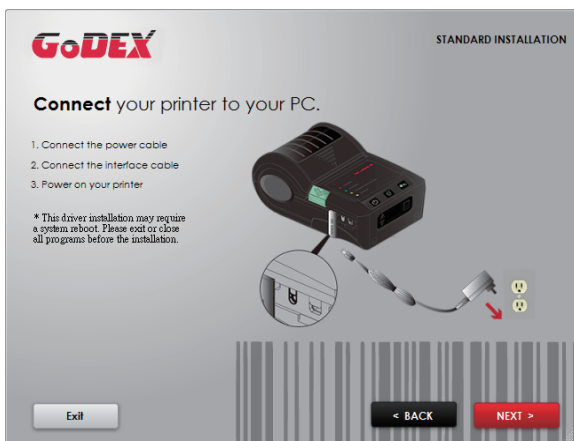 GoDEX
STANDARD INSTALLATION
Connect your printer to your PC.
1. Connect the power cable
2. Connect the interface cable
3. Power on your printer
* This driver installation may require
a system reboot. Please exit or close
all programs before the installation.
Exit
< BACK
NEXT >